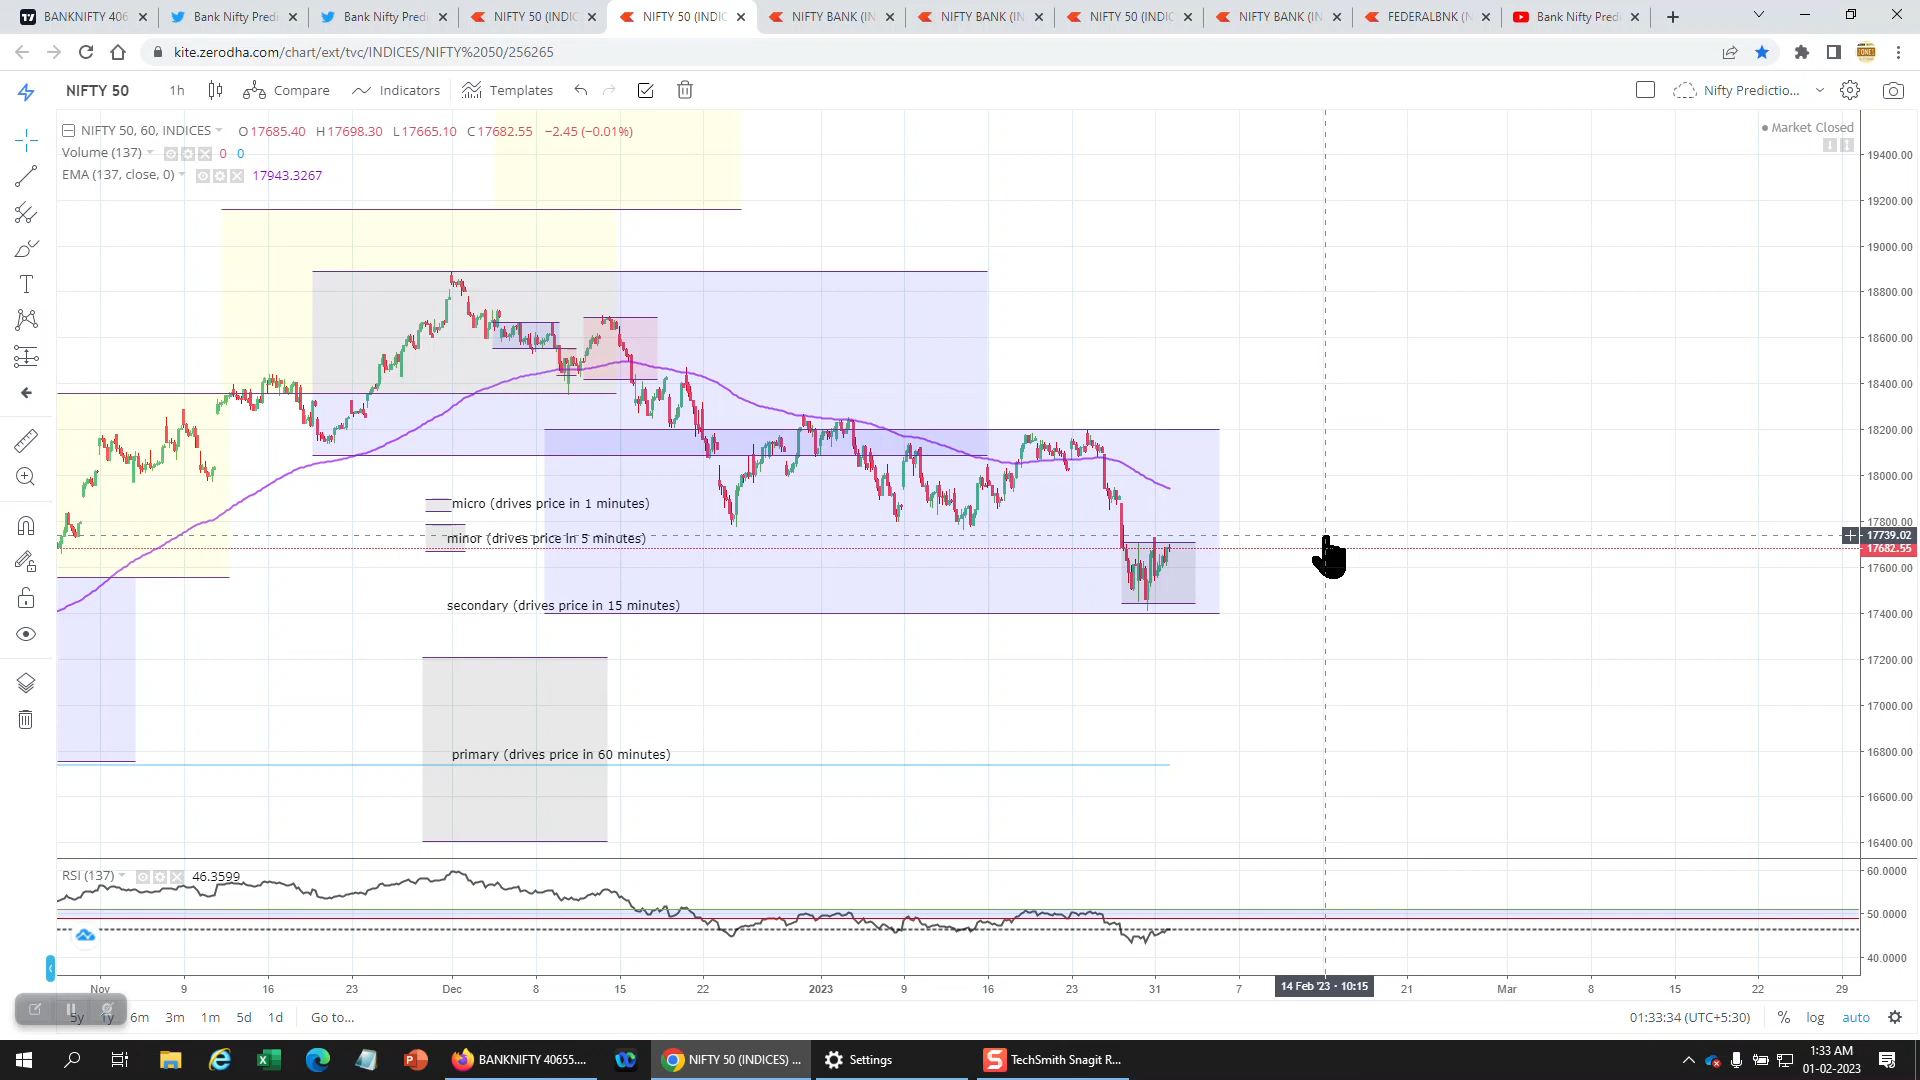 BANKNIFTY 406
Bank Nifty Predi
Bank Nifty Predi
NIFTY 50 (INDIC
NIFTY 50 (INDIC
NIFTY BANK (IN
NIFTY BANK (IN
NIFTY 50 (INDIC
NIFTY BANK (IN
FEDERALBNK (N
Bank Nifty Pred
kite.zerodha.com/chart/ext/tvc/INDICES/NIFTY%2050/256265
NIFTY 50
1h
Compare
Indicators
Templates
Nifty Predictio...
NIFTY 50, 60, INDICES
O17685.40 H17698.30 L17665.10 C17682.55 −2.45 (−0.01%)
Market Closed
Volume (137)
0 0
EMA (137, close, 0)
17943.3267
19400.00
19200.00
19000.00
18800.00
18600.00
18400.00
18200.00
18000.00
17800.00
17739.02
17682.55
17600.00
17400.00
17200.00
17000.00
16800.00
16600.00
16400.00
micro (drives price in 1 minutes)
minor (drives price in 5 minutes)
secondary (drives price in 15 minutes)
primary (drives price in 60 minutes)
RSI (137)
46.3599
60.0000
50.0000
40.0000
Nov 9 16 23 Dec 8 15 22 2023 9 16 23 31 7 14 Feb '23 · 10:15 21 Mar 8 15 22 29
5y 1y 6m 3m 1m 5d 1d Go to...
01:33:34 (UTC+5:30) % log auto
BANKNIFTY 40655....
NIFTY 50 (INDICES) ...
Settings
TechSmith Snagit R...
1:33 AM
01-02-2023